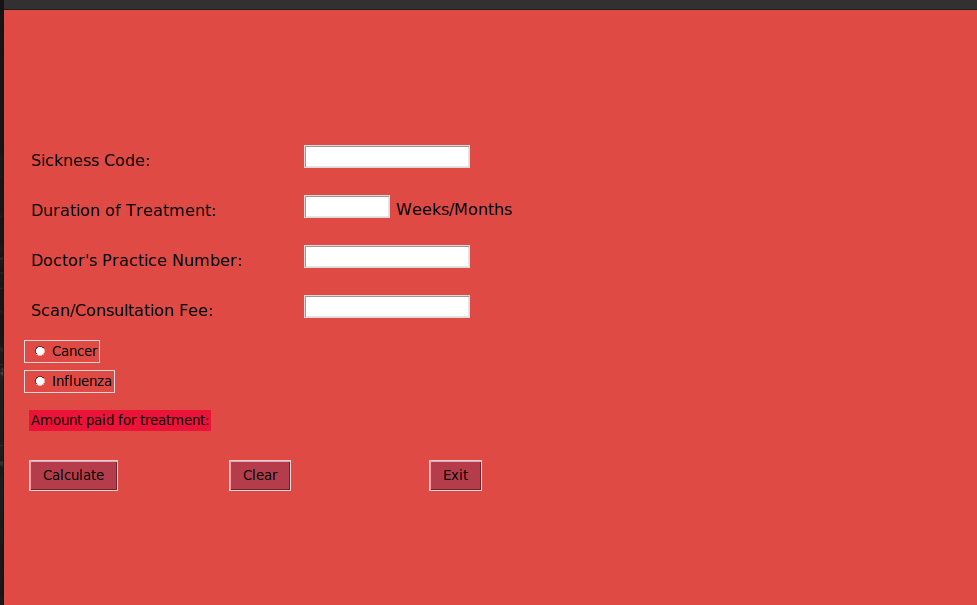 Sickness Code:
Duration of Treatment: Weeks/Months
Doctor's Practice Number:
Scan/Consultation Fee:
Cancer
Influenza
Amount paid for treatment:
Calculate Clear Exit